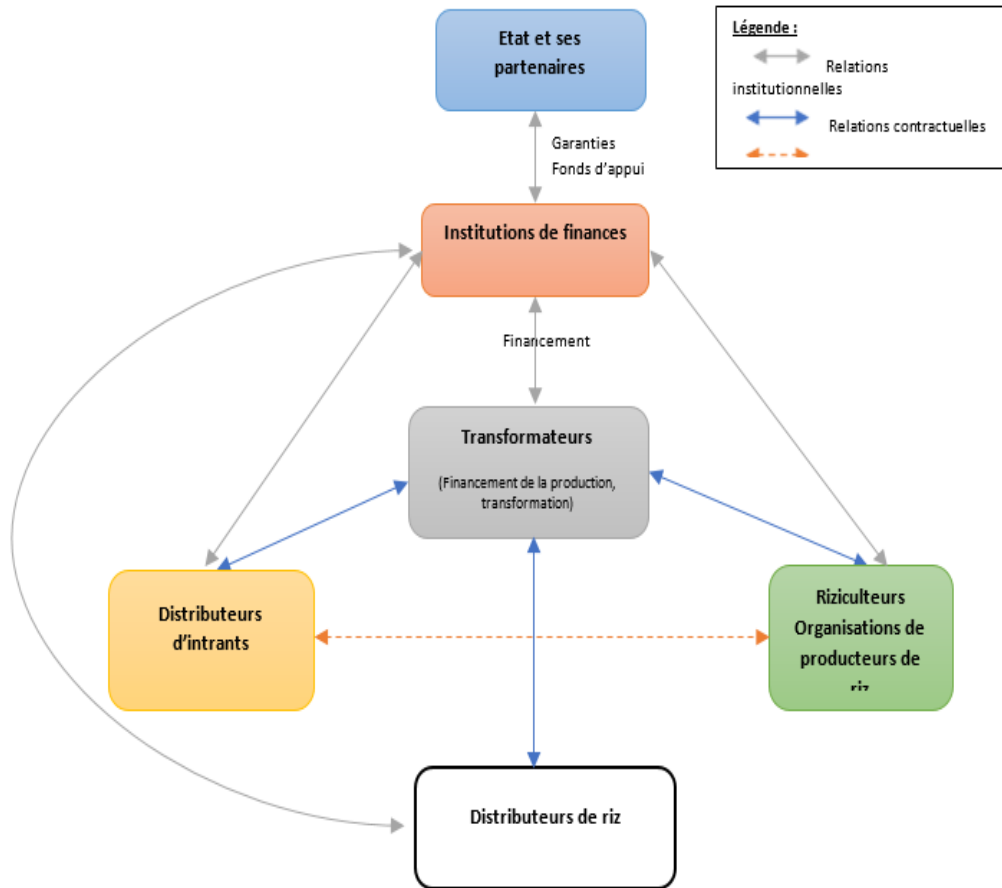 Etat et ses
partenaires
Légende :
Relations
institutionnelles
Relations contractuelles
Garanties
Fonds d'appui
Institutions de finances
Financement
Transformateurs
(Financement de la production,
transformation)
Distributeurs
d'intrants
Riziculteurs
Organisations de
producteurs de
riz
Distributeurs de riz